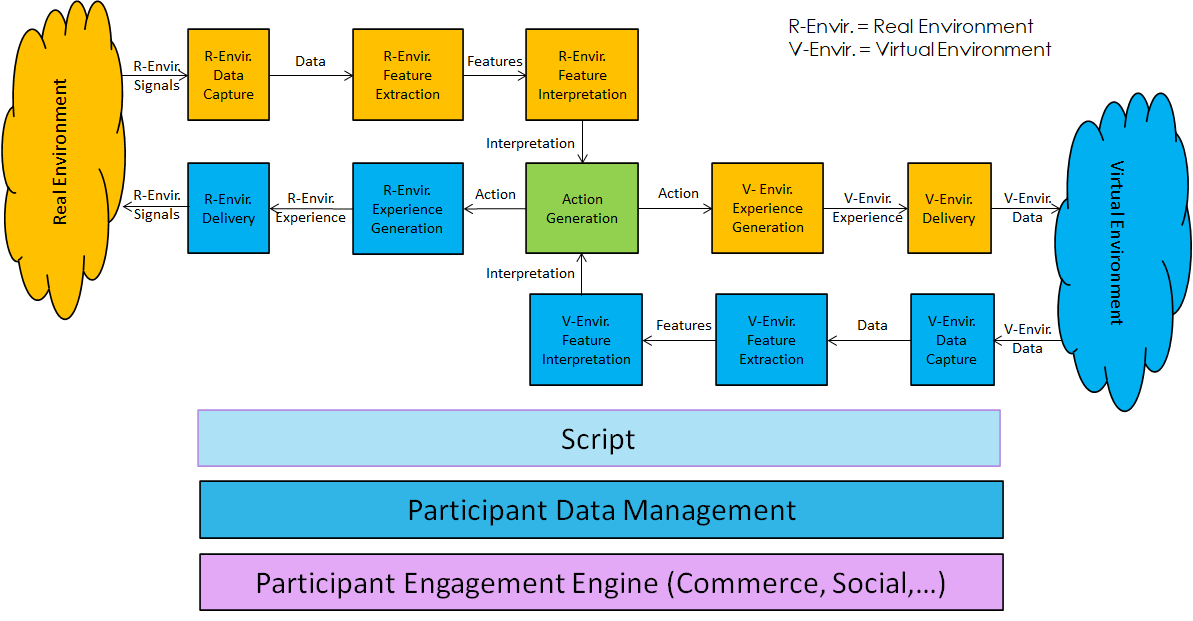 R-Envir. = Real Environment
V-Envir. = Virtual Environment
Real Environment
R-Envir.
Signals
R-Envir.
Data
Capture
Data
R-Envir.
Feature
Extraction
Features
R-Envir.
Feature
Interpretation
Interpretation
R-Envir.
Signals
R-Envir.
Delivery
R-Envir.
Experience
R-Envir.
Experience
Generation
Action
Action
Generation
Action
V- Envir.
Experience
Generation
V-Envir.
Experience
V-Envir.
Delivery
V-Envir.
Data
Virtual Environment
Interpretation
V-Envir.
Feature
Interpretation
Features
V-Envir.
Feature
Extraction
Data
V-Envir.
Data
Capture
V-Envir.
Data
Script
Participant Data Management
Participant Engagement Engine (Commerce, Social,...)